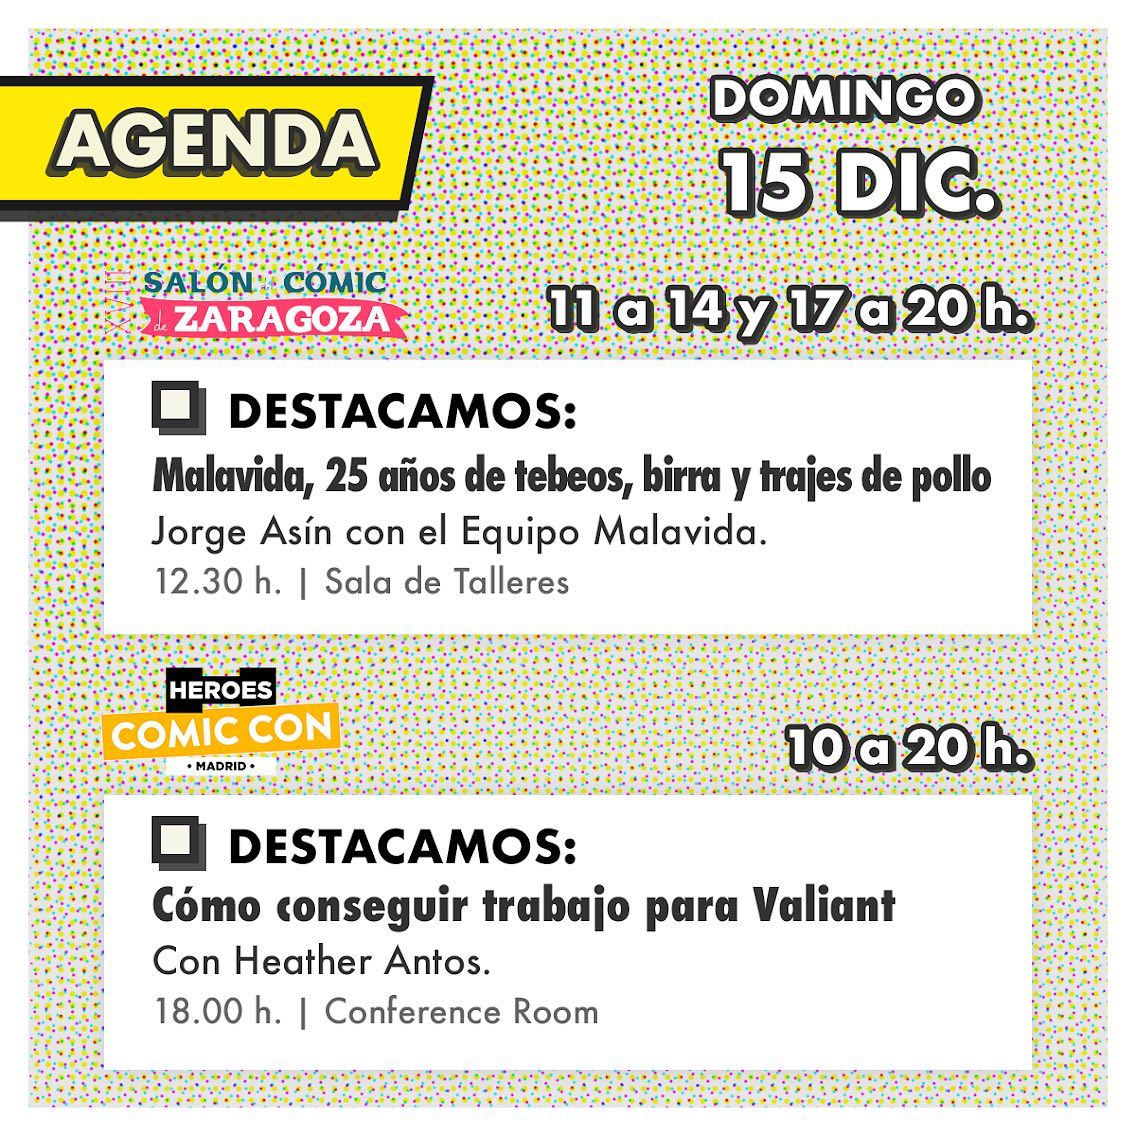 AGENDA
DOMINGO
15 DIC.
XVIII
SALÓN CÓMIC
de ZARAGOZA
11 a 14 y 17 a 20 h.
DESTACAMOS:
Malavida, 25 años de tebeos, birra y trajes de pollo
Jorge Asín con el Equipo Malavida.
12.30 h. | Sala de Talleres
HEROES
COMIC CON
• MADRID •
10 a 20 h.
DESTACAMOS:
Cómo conseguir trabajo para Valiant
Con Heather Antos.
18.00 h. | Conference Room